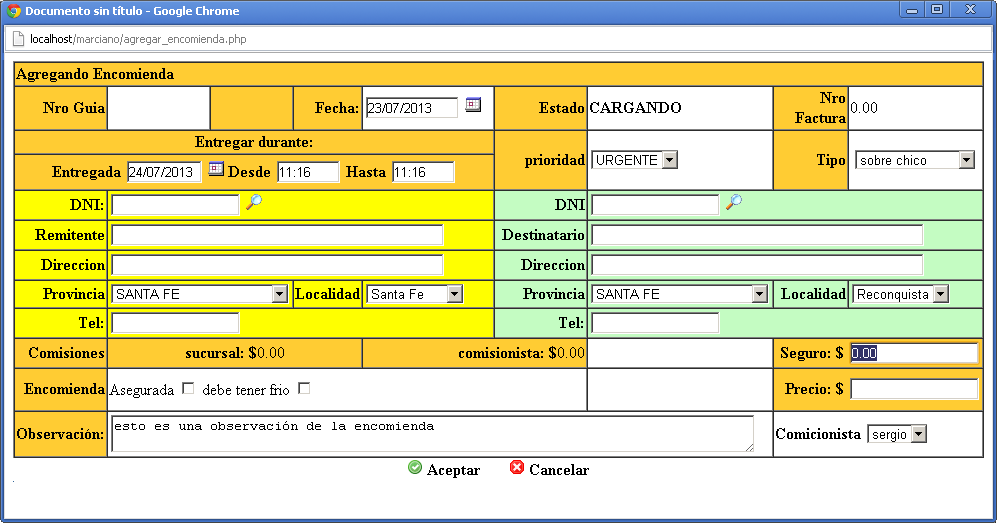 Documento sin título - Google Chrome
localhost/marciano/agregar_encomienda.php
Agregando Encomienda
Nro Guia Fecha: 23/07/2013 Estado CARGANDO Nro Factura 0.00
Entregar durante:
Entregada 24/07/2013 Desde 11:16 Hasta 11:16 prioridad URGENTE Tipo sobre chico
DNI: DNI
Remitente Destinatario
Direccion Direccion
Provincia SANTA FE Localidad Santa Fe Provincia SANTA FE Localidad Reconquista
Tel: Tel:
Comisiones sucursal: $0.00 comisionista: $0.00 Seguro: $ 0.00
Encomienda Asegurada debe tener frio Precio: $
Observación: esto es una observación de la encomienda Comicionista sergio
Aceptar Cancelar